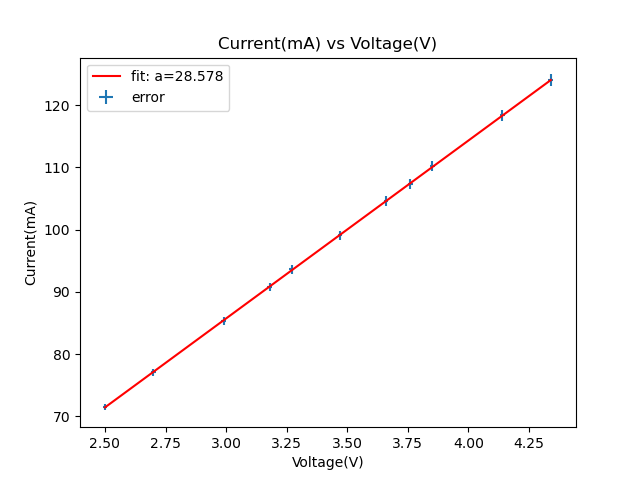 Current(mA) vs Voltage(V)
fit: a=28.578
error
120
110
100
90
80
70
Current(mA)
2.50 2.75 3.00 3.25 3.50 3.75 4.00 4.25
Voltage(V)